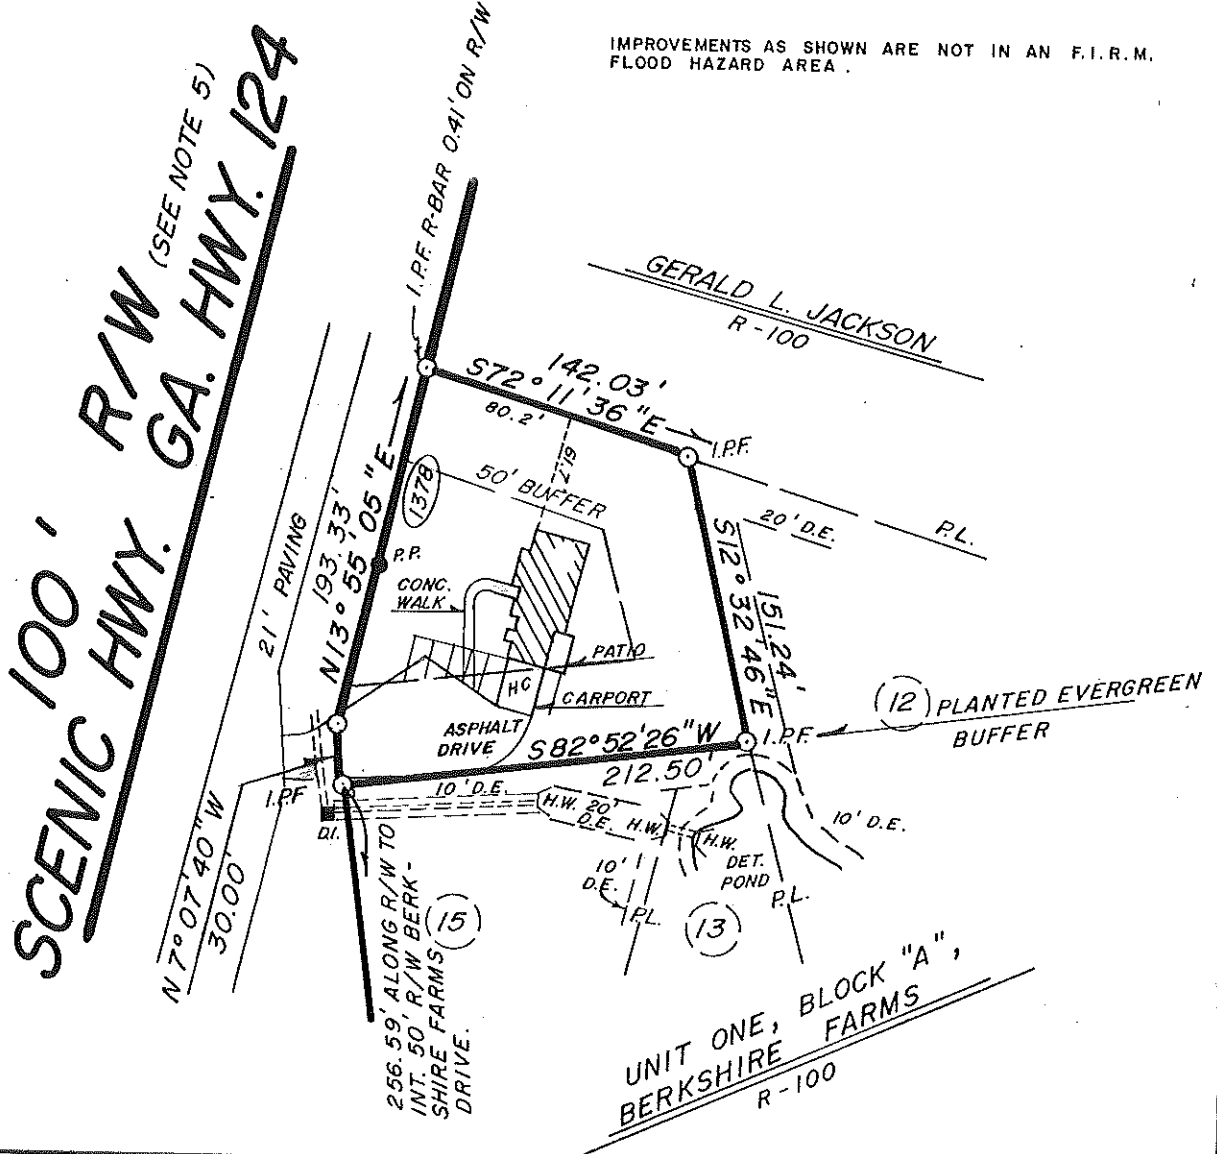 IMPROVEMENTS AS SHOWN ARE NOT IN AN F.I.R.M.
FLOOD HAZARD AREA.
100' R/W (SEE NOTE 5)
SCENIC HWY. GA. HWY. 124
I.P.F. R-BAR 0.41' ON R/W
GERALD L. JACKSON
R-100
142.03'
S72°11'36"E
80.2'
I.P.F.
61.7'
50' BUFFER
1378
20' D.E.
P.L.
193.33'
N13°55'05"E
21' PAVING
P.P.
CONC.
WALK
S12°32'46"E
151.24'
PATIO
HC
CARPORT
ASPHALT
DRIVE
S82°52'26"W
212.50'
I.P.F.
12
PLANTED EVERGREEN
BUFFER
I.P.F
10' D.E.
D.I.
H.W. 20'
D.E.
H.W.
H.W.
DET.
POND
10' D.E.
10'
D.E.
P.L.
P.L.
N7°07'40"W
30.00'
15
13
256.59' ALONG R/W TO
INT. 50' R/W BERK-
SHIRE FARMS
DRIVE.
UNIT ONE, BLOCK "A",
BERKSHIRE FARMS
R-100